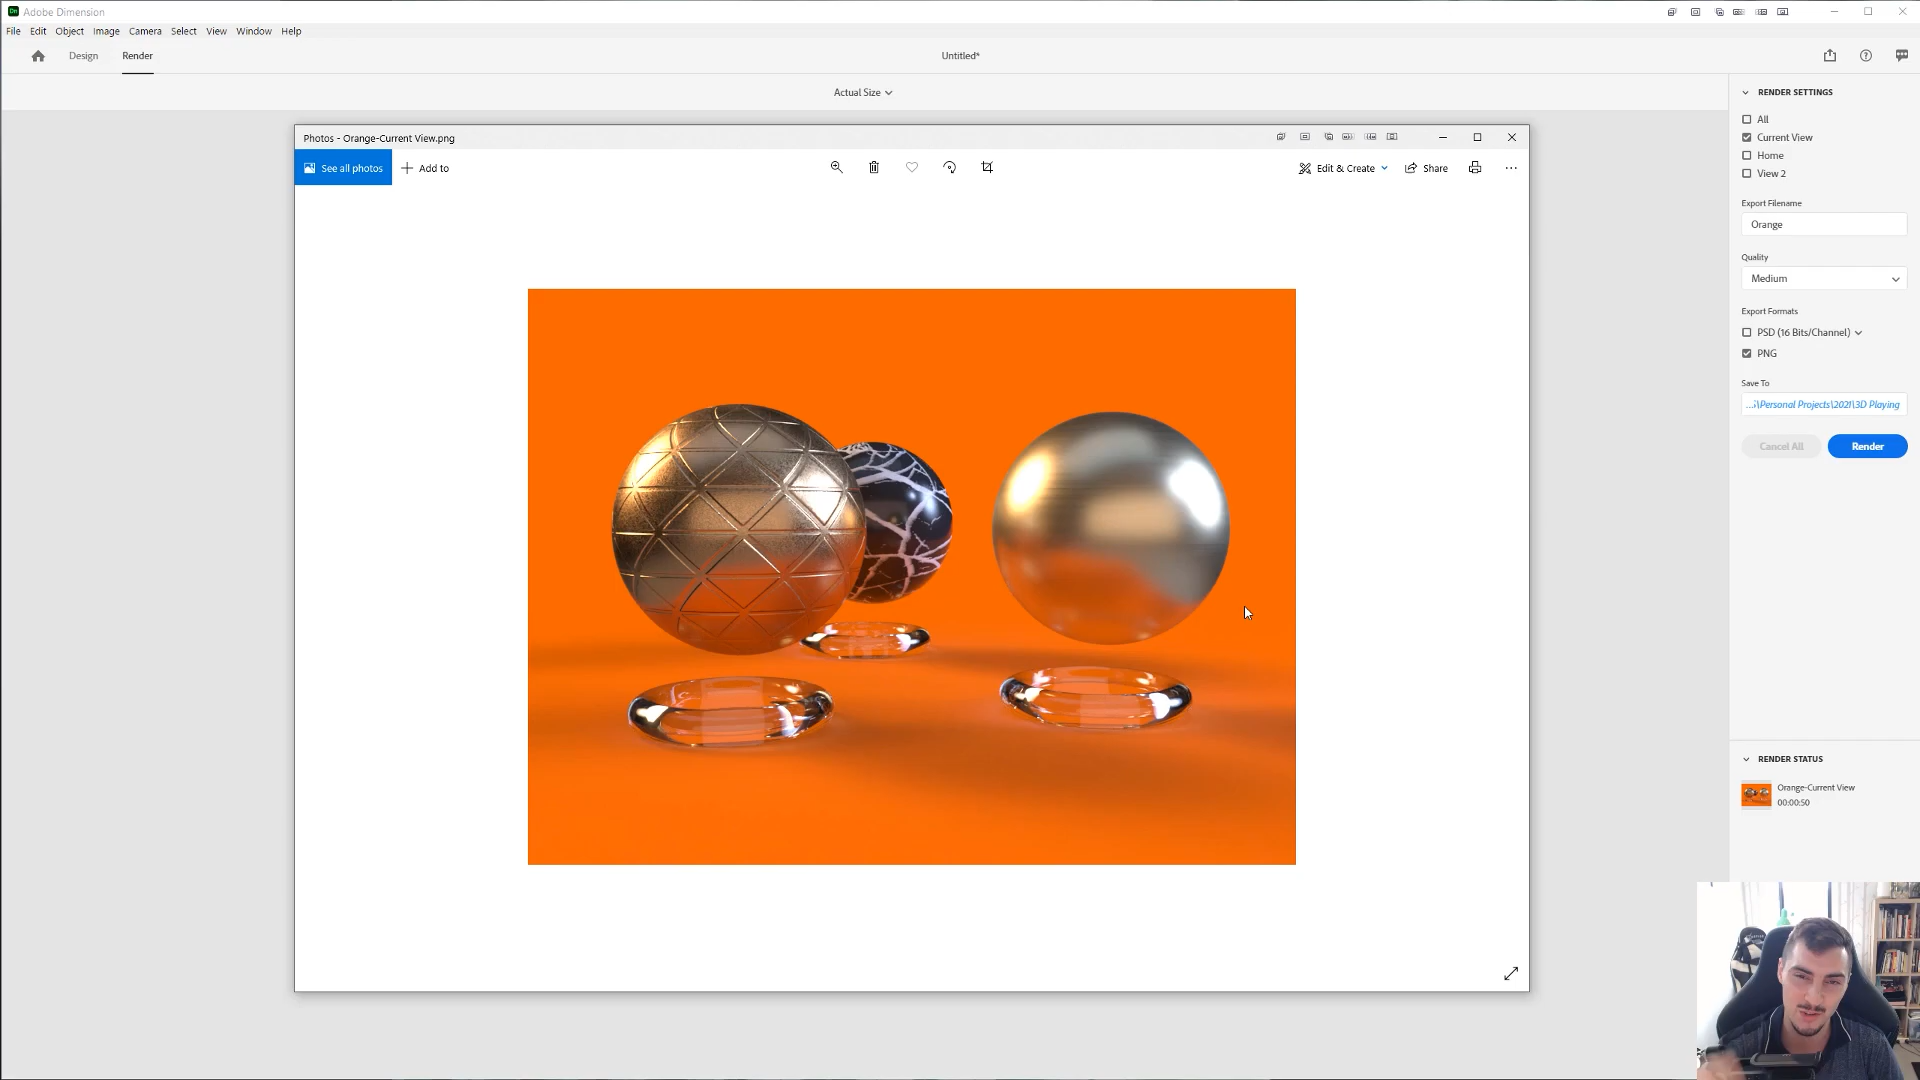 Adobe Dimension
File Edit Object Image Camera Select View Window Help
Design Render Untitled*
Actual Size
Photos - Orange-Current View.png
See all photos Add to Edit & Create Share
RENDER SETTINGS
All
Current View
Home
View 2
Export Filename
Orange
Quality
Medium
Export Formats
PSD (16 Bits/Channel)
PNG
Save To
...\Personal Projects\2021\3D Playing
Cancel All Render
RENDER STATUS
Orange-Current View
00:00:50